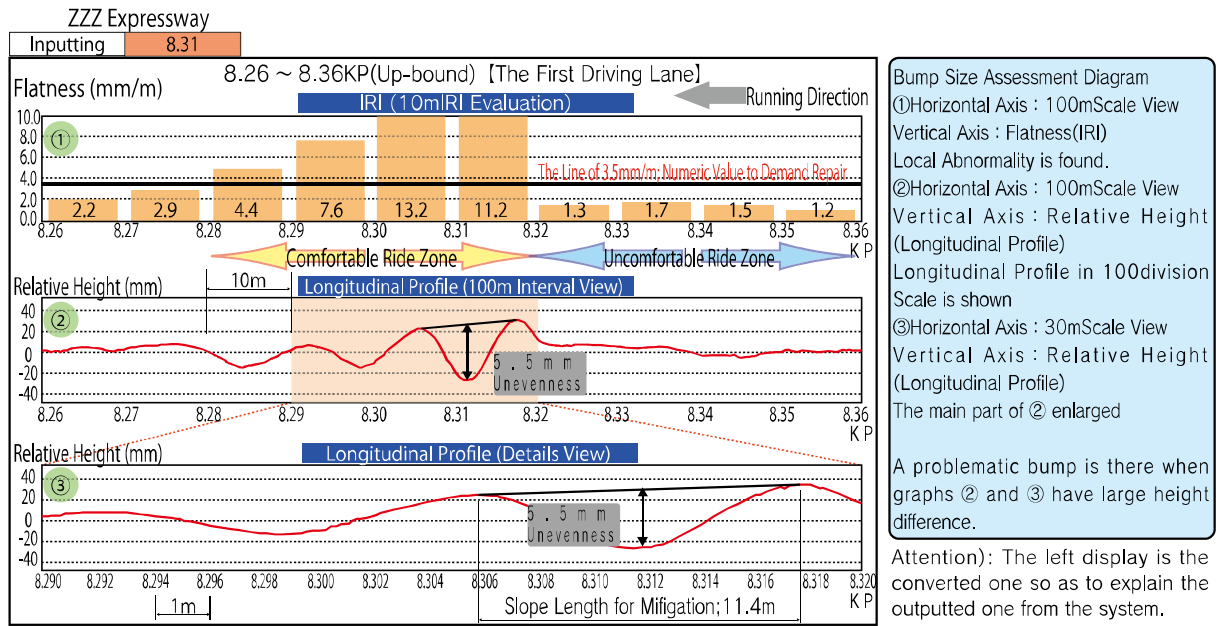 ZZZ Expressway
Inputting 8.31
8.26 ~ 8.36KP(Up-bound)【The First Driving Lane】
Flatness (mm/m)
IRI (10mIRI Evaluation)
Running Direction
①
10.0
8.0
6.0
4.0
2.0
0.0
The Line of 3.5mm/m; Numeric Value to Demand Repair
2.2 2.9 4.4 7.6 13.2 11.2 1.3 1.7 1.5 1.2
8.26 8.27 8.28 8.29 8.30 8.31 8.32 8.33 8.34 8.35 8.36
K P
Comfortable Ride Zone
Uncomfortable Ride Zone
10m
Relative Height (mm)
Longitudinal Profile (100m Interval View)
②
40
20
0
-20
-40
5.5mm
Unevenness
8.26 8.27 8.28 8.29 8.30 8.31 8.32 8.33 8.34 8.35 8.36
K P
Relative Height (mm)
Longitudinal Profile (Details View)
③
40
20
0
-20
-40
5.5mm
Unevenness
8.290 8.292 8.294 8.296 8.298 8.300 8.302 8.304 8.306 8.308 8.310 8.312 8.314 8.316 8.318 8.320
K P
1m
Slope Length for Mifigation; 11.4m
Bump Size Assessment Diagram
①Horizontal Axis : 100mScale View
Vertical Axis : Flatness(IRI)
Local Abnormality is found.
②Horizontal Axis : 100mScale View
Vertical Axis : Relative Height
(Longitudinal Profile)
Longitudinal Profile in 100division
Scale is shown
③Horizontal Axis : 30mScale View
Vertical Axis : Relative Height
(Longitudinal Profile)
The main part of ② enlarged
A problematic bump is there when
graphs ② and ③ have large height
difference.
Attention): The left display is the
converted one so as to explain the
outputted one from the system.